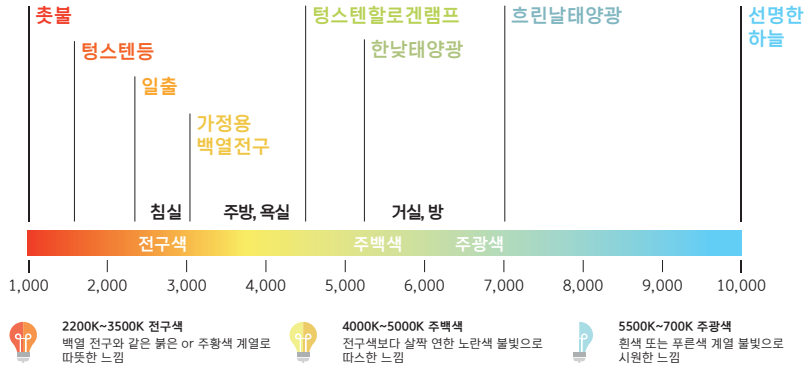 촛불
텅스텐등
일출
가정용
백열전구
텅스텐할로겐램프
한낮태양광
흐린날태양광
선명한
하늘
침실
주방, 욕실
거실, 방
전구색
주백색
주광색
1,000
2,000
3,000
4,000
5,000
6,000
7,000
8,000
9,000
10,000
2200K~3500K 전구색
백열 전구와 같은 붉은 or 주황색 계열로
따뜻한 느낌
4000K~5000K 주백색
전구색보다 살짝 연한 노란색 불빛으로
따스한 느낌
5500K~700K 주광색
흰색 또는 푸른색 계열 불빛으로
시원한 느낌